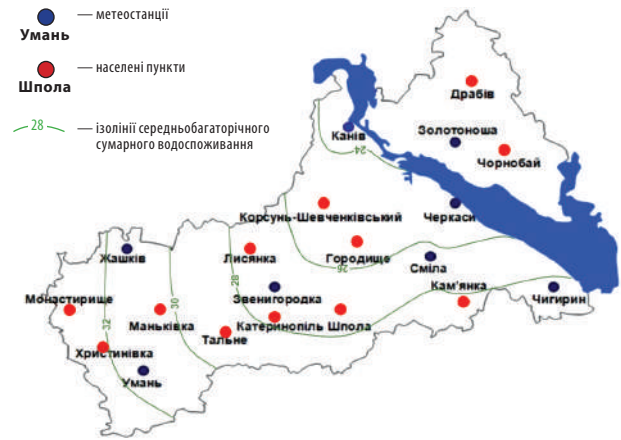 Умань
— метеостанції
Шпола
— населені пункти
28
— ізолінії середньобагаторічного
сумарного водоспоживання
Драбів
Золотоноша
Канів
24
Чорнобай
Корсунь-Шевченківський
Черкаси
Жашків
Лисянка
Городище
Сміла
26
28
Монастирище
30
Звенигородка
Кам'янка
Чигирин
32
Маньківка
Тальне
Катеринопіль
Шпола
Христинівка
Умань